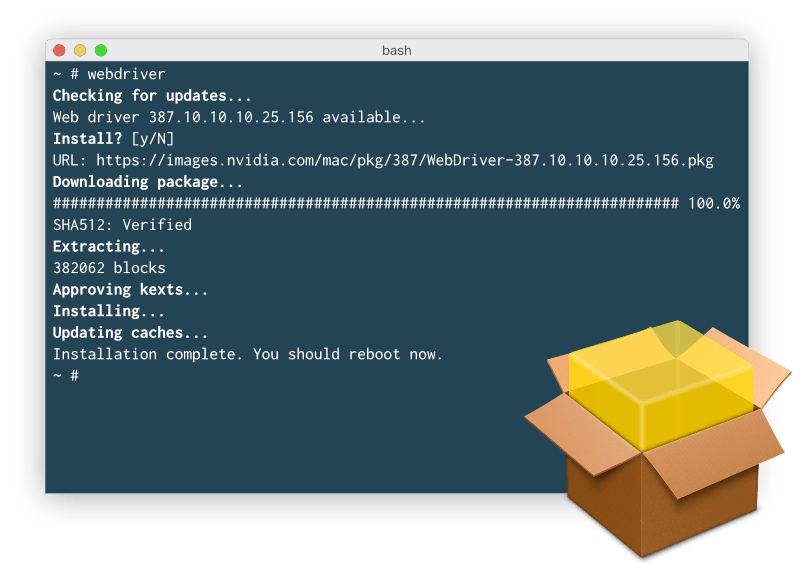 bash
~ # webdriver
Checking for updates...
Web driver 387.10.10.10.25.156 available...
Install? [y/N]
URL: https://images.nvidia.com/mac/pkg/387/WebDriver-387.10.10.10.25.156.pkg
Downloading package...
######################################################################## 100.0%
SHA512: Verified
Extracting...
382062 blocks
Approving kexts...
Installing...
Updating caches...
Installation complete. You should reboot now.
~ #